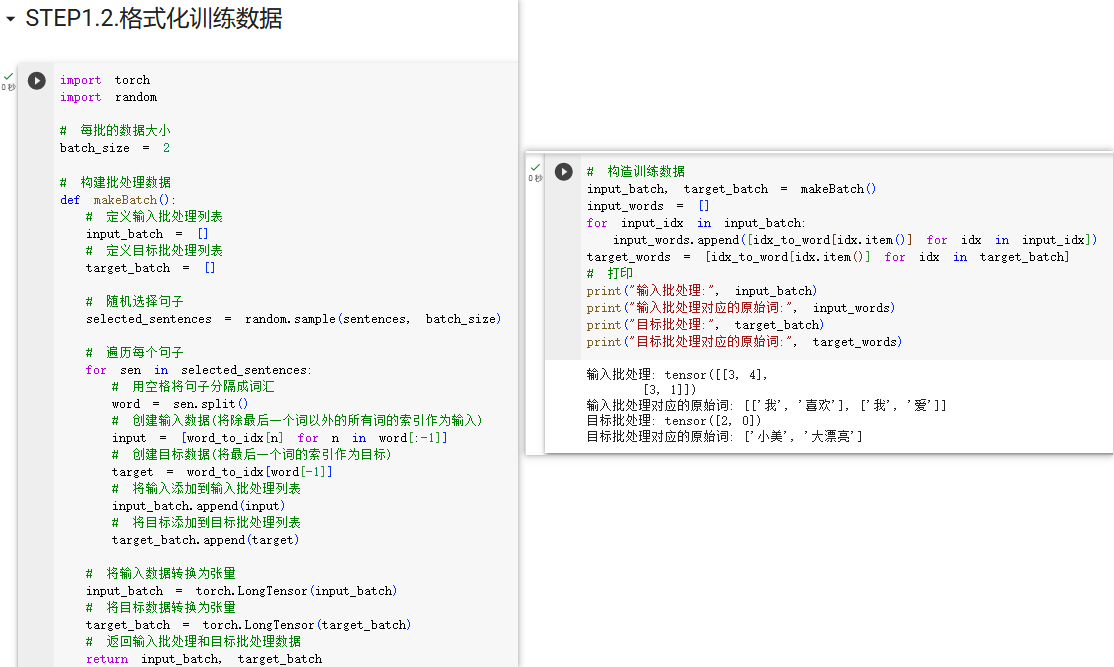 STEP1.2.格式化训练数据
0 秒
import torch
import random
# 每批的数据大小
batch_size = 2
# 构建批处理数据
def makeBatch():
# 定义输入批处理列表
input_batch = []
# 定义目标批处理列表
target_batch = []
# 随机选择句子
selected_sentences = random.sample(sentences, batch_size)
# 遍历每个句子
for sen in selected_sentences:
# 用空格将句子分隔成词汇
word = sen.split()
# 创建输入数据(将除最后一个词以外的所有词的索引作为输入)
input = [word_to_idx[n] for n in word[:-1]]
# 创建目标数据(将最后一个词的索引作为目标)
target = word_to_idx[word[-1]]
# 将输入添加到输入批处理列表
input_batch.append(input)
# 将目标添加到目标批处理列表
target_batch.append(target)
# 将输入数据转换为张量
input_batch = torch.LongTensor(input_batch)
# 将目标数据转换为张量
target_batch = torch.LongTensor(target_batch)
# 返回输入批处理和目标批处理数据
return input_batch, target_batch
0 秒
# 构造训练数据
input_batch, target_batch = makeBatch()
input_words = []
for input_idx in input_batch:
input_words.append([idx_to_word[idx.item()] for idx in input_idx])
target_words = [idx_to_word[idx.item()] for idx in target_batch]
# 打印
print("输入批处理:", input_batch)
print("输入批处理对应的原始词:", input_words)
print("目标批处理:", target_batch)
print("目标批处理对应的原始词:", target_words)
输入批处理: tensor([[3, 4],
[3, 1]])
输入批处理对应的原始词: [['我', '喜欢'], ['我', '爱']]
目标批处理: tensor([2, 0])
目标批处理对应的原始词: ['小美', '大漂亮']